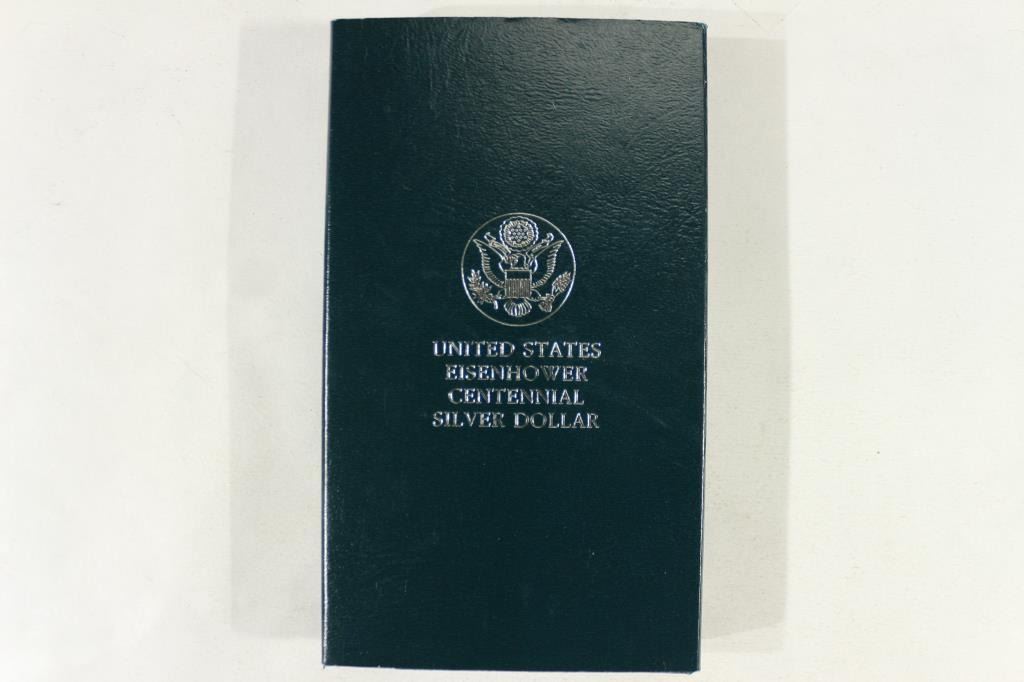 UNITED STATES
EISENHOWER
CENTENNIAL
SILVER DOLLAR